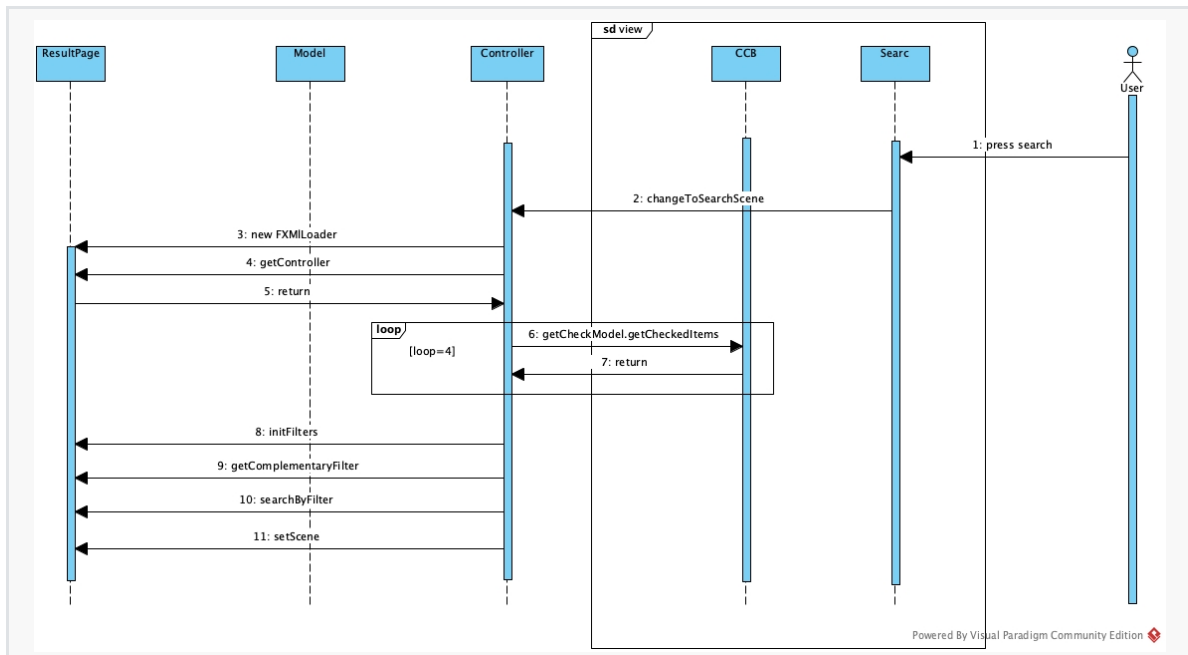 sd view
ResultPage
Model
Controller
CCB
Searc
User
1: press search
2: changeToSearchScene
3: new FXMlLoader
4: getController
5: return
loop
6: getCheckModel.getCheckedItems
[loop=4]
7: return
8: initFilters
9: getComplementaryFilter
10: searchByFilter
11: setScene
Powered By Visual Paradigm Community Edition